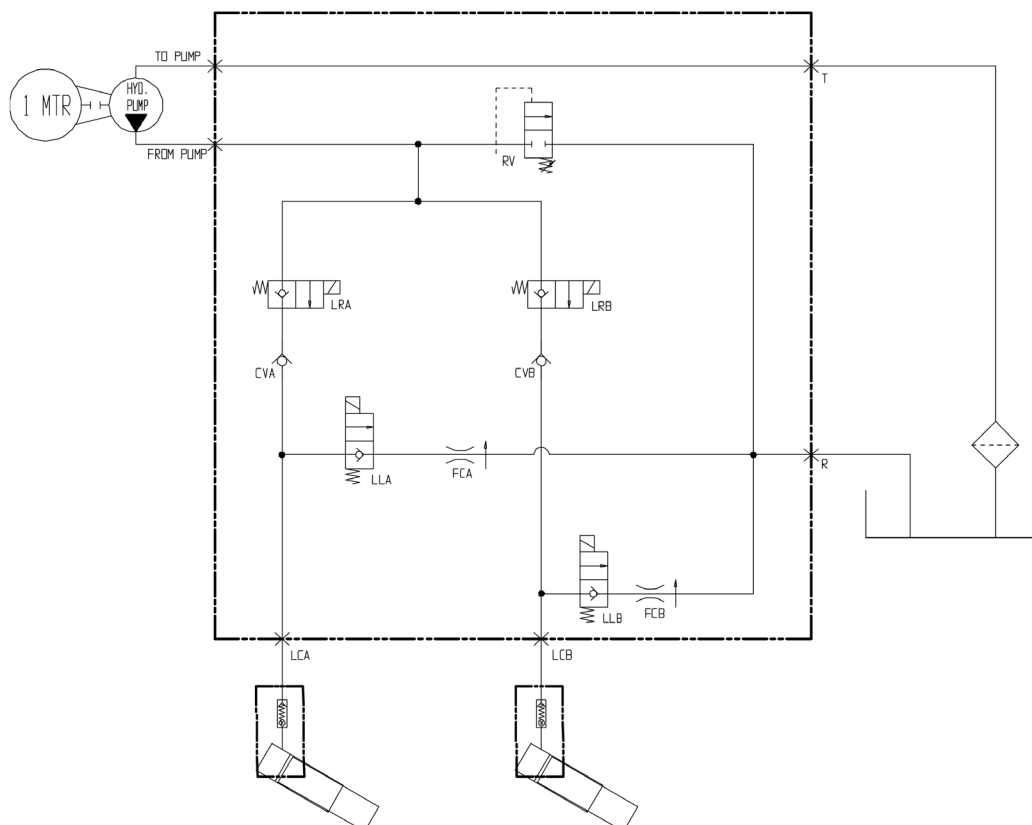 TO PUMP
T
1 MTR
HYD.
PUMP
FROM PUMP
RV
LRA
LRB
CVA
CVB
LLA
FCA
R
LLB
FCB
LCA
LCB